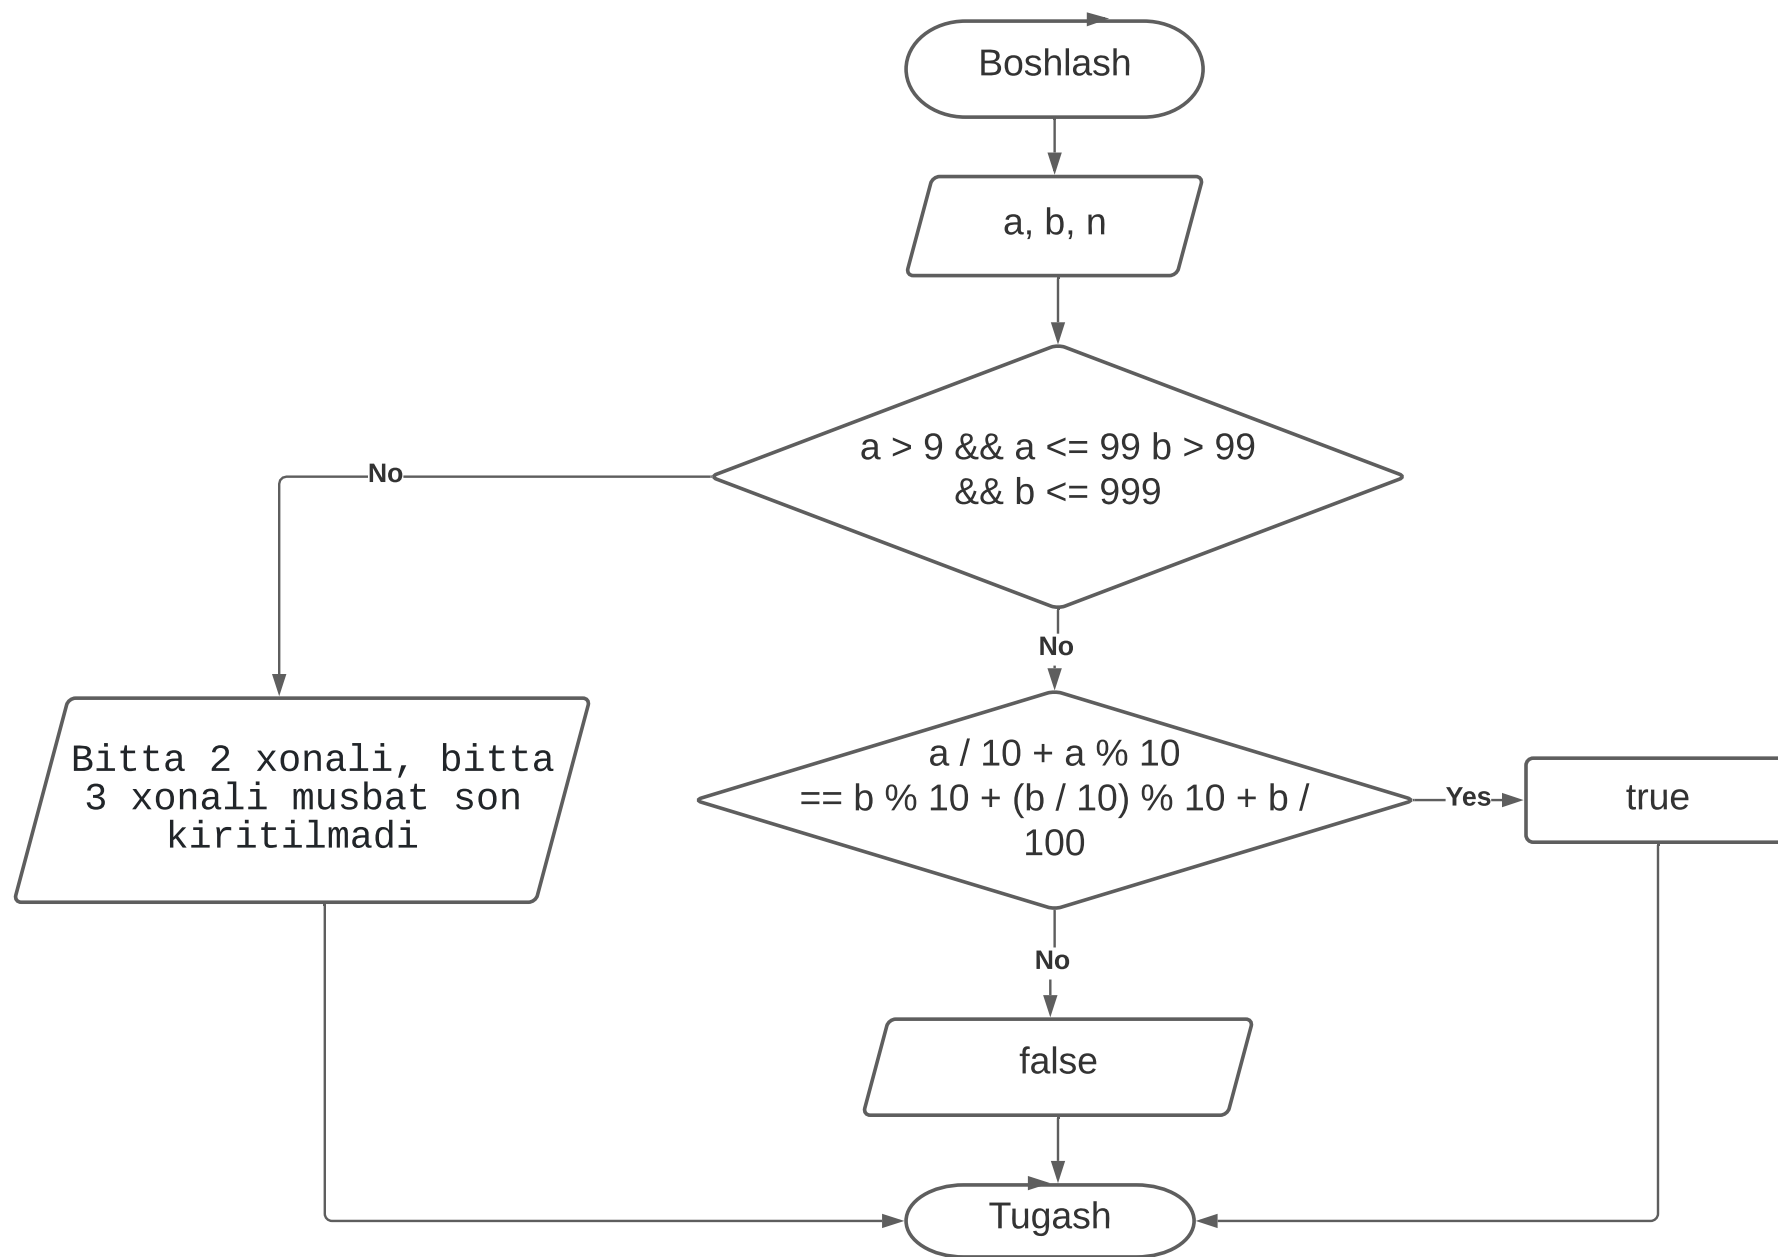 Boshlash
a, b, n
a > 9 && a <= 99 b > 99
&& b <= 999
No
No
Bitta 2 xonali, bitta
3 xonali musbat son
kiritilmadi
a / 10 + a % 10
== b % 10 + (b / 10) % 10 + b /
100
Yes
true
No
false
Tugash